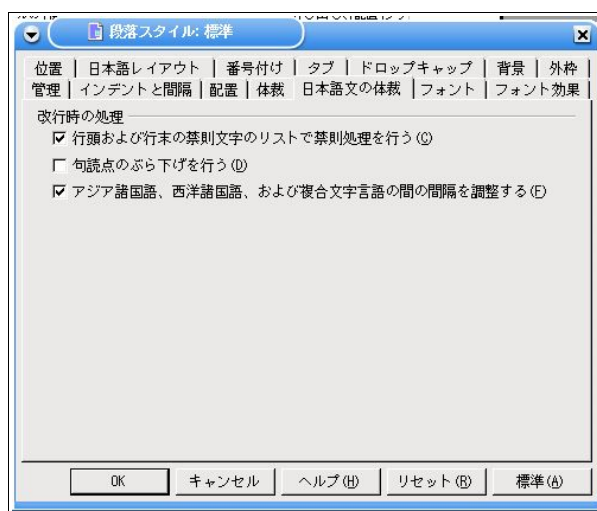 段落スタイル: 標準
位置 日本語レイアウト 番号付け タブ ドロップキャップ 背景 外枠
管理 インデントと間隔 配置 体裁 日本語文の体裁 フォント フォント効果
改行時の処理
行頭および行末の禁則文字のリストで禁則処理を行う(C)
句読点のぶら下げを行う(D)
アジア諸国語、西洋諸国語、および複合文字言語の間の間隔を調整する(E)
OK キャンセル ヘルプ(H) リセット(R) 標準(A)